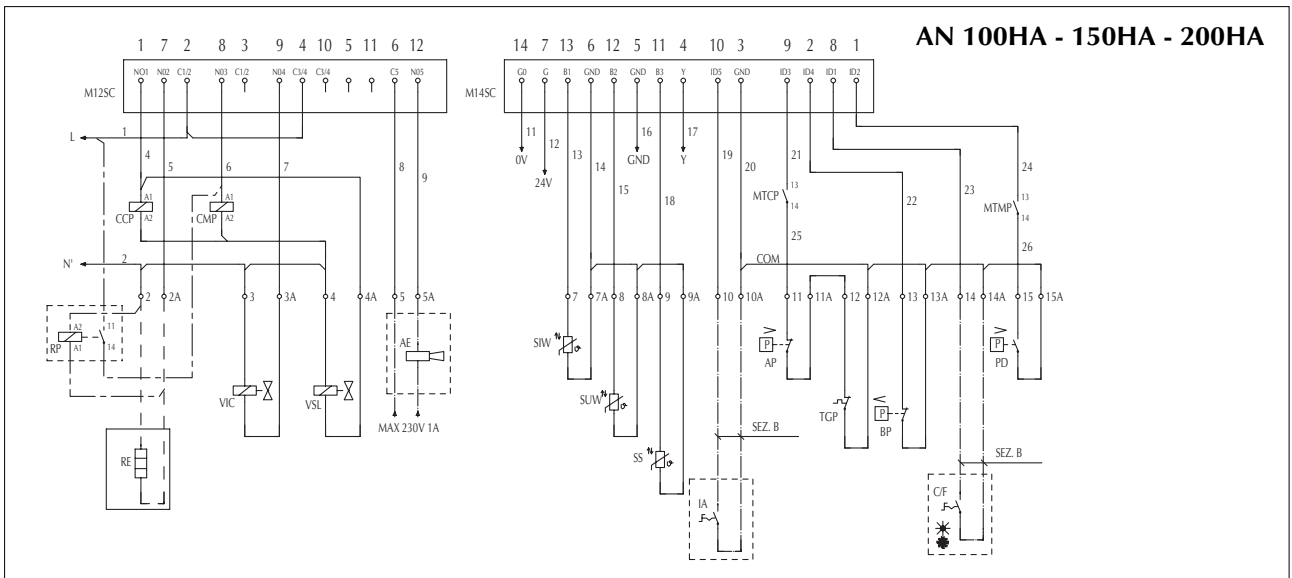 AN 100HA - 150HA - 200HA
1 7 2 8 3 9 4 10 5 11 6 12
NO1 N02 C1/2 N03 C1/2 N04 C3/4 C3/4 C5 N05
M12SC
14 7 13 6 12 5 11 4 10 3 9 2 8 1
G0 G B1 GND B2 GND B3 Y ID5 GND ID3 ID4 ID1 ID2
M14SC
L 1
4 5 6 7 8 9
A1 A2 CCP
A1 A2 CMP
N' 2
2 2A 3 3A 4 4A 5 5A
RP A2 A1 11 14
RE
VIC
VSL
AE
MAX 230V 1A
11 0V
12 24V
13 14 15
16 GND
17 Y
18 19 20 21 22 23 24
MTCP 13 14
25
MTMP 13 14
26
COM
7 7A 8 8A 9 9A 10 10A 11 11A 12 12A 13 13A 14 14A 15 15A
SIW
SUW
SS
SEZ. B
IA
P > AP
TGP
P < BP
P > PD
SEZ. B
C/F